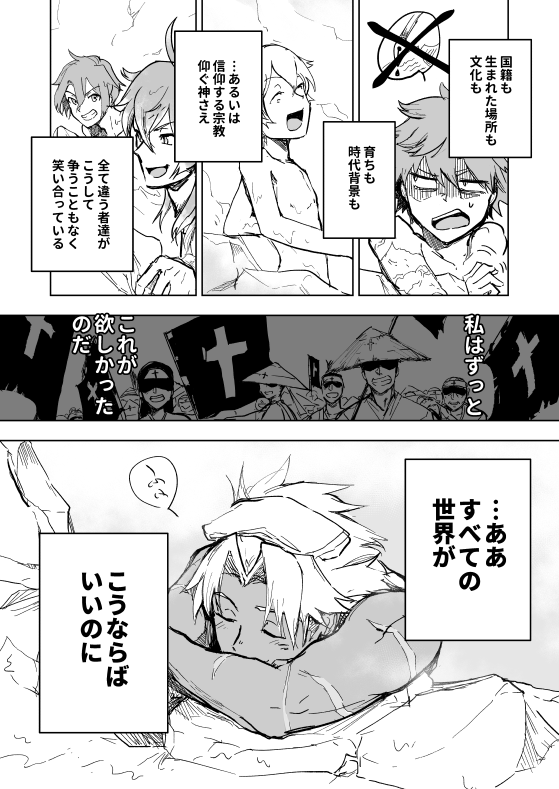 国籍も
生まれた場所も
文化も
育ちも
時代背景も
…あるいは
信仰する宗教
仰ぐ神さえ
全て違う者達が
こうして
争うこともなく
笑い合っている
私はずっと
これが
欲しかった
のだ
…ああ
すべての
世界が
こうならば
いいのに